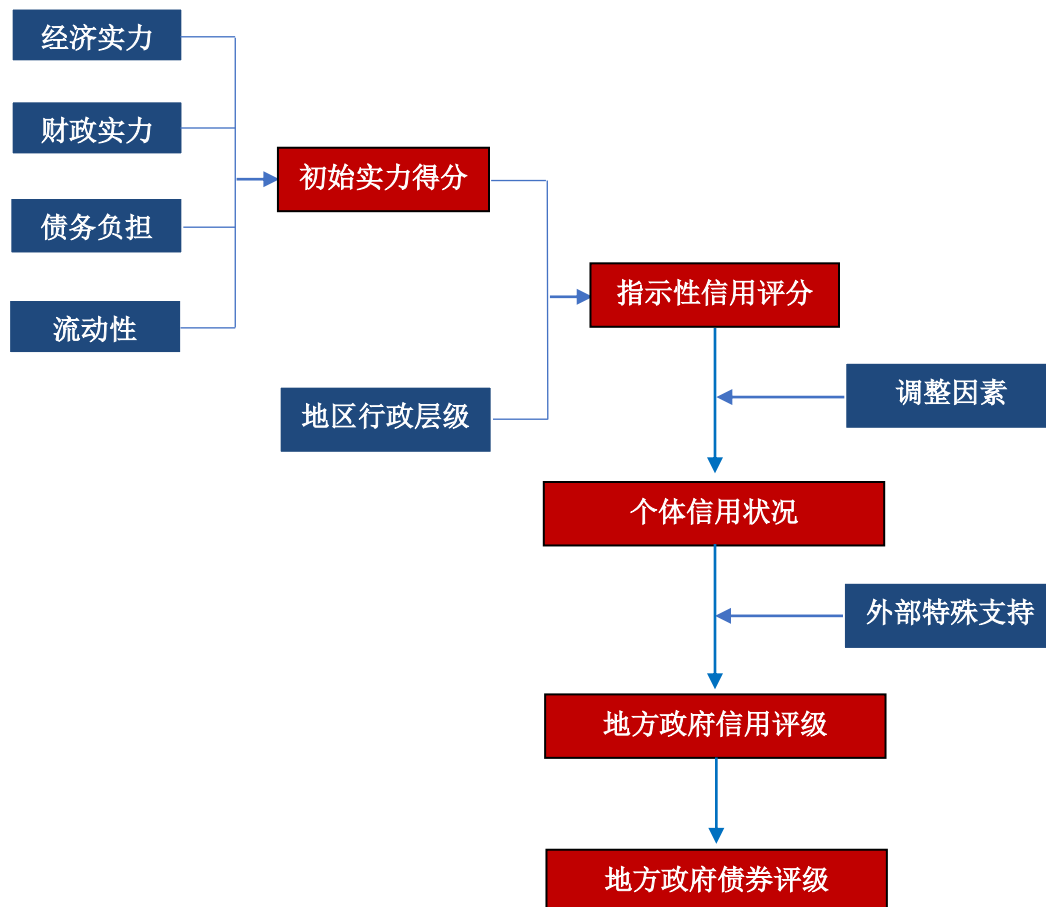 经济实力
财政实力
初始实力得分
债务负担
指示性信用评分
流动性
调整因素
地区行政层级
个体信用状况
外部特殊支持
地方政府信用评级
地方政府债券评级